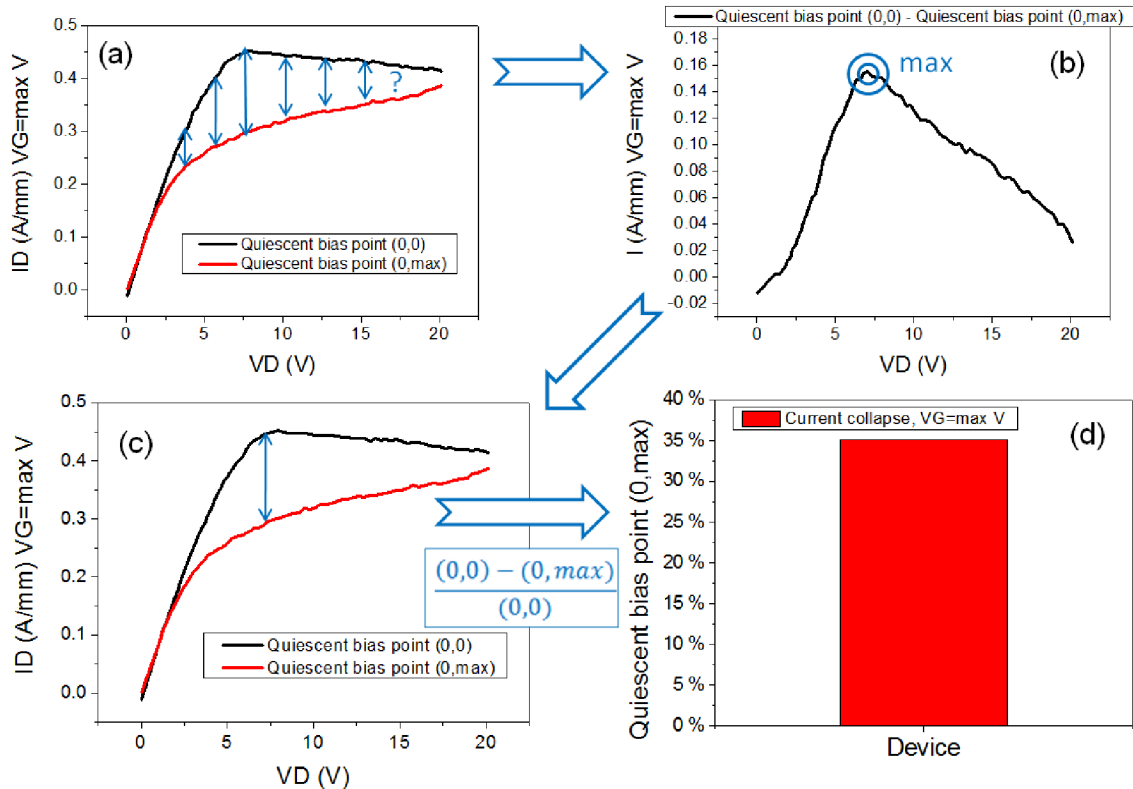 (a)
ID (A/mm) VG=max V
0.5
0.4
0.3
0.2
0.1
0.0
?
Quiescent bias point (0,0)
Quiescent bias point (0,max)
0 5 10 15 20
VD (V)
Quiescent bias point (0,0) - Quiescent bias point (0,max)
(b)
max
I (A/mm) VG=max V
0.18
0.16
0.14
0.12
0.10
0.08
0.06
0.04
0.02
0.00
-0.02
0 5 10 15 20
VD (V)
(c)
ID (A/mm) VG=max V
0.5
0.4
0.3
0.2
0.1
0.0
Quiescent bias point (0,0)
Quiescent bias point (0,max)
0 5 10 15 20
VD (V)
(0,0) − (0, max)
(0,0)
(d)
Current collapse, VG=max V
Quiescent bias point (0,max)
40 %
35 %
30 %
25 %
20 %
15 %
10 %
5 %
0 %
Device